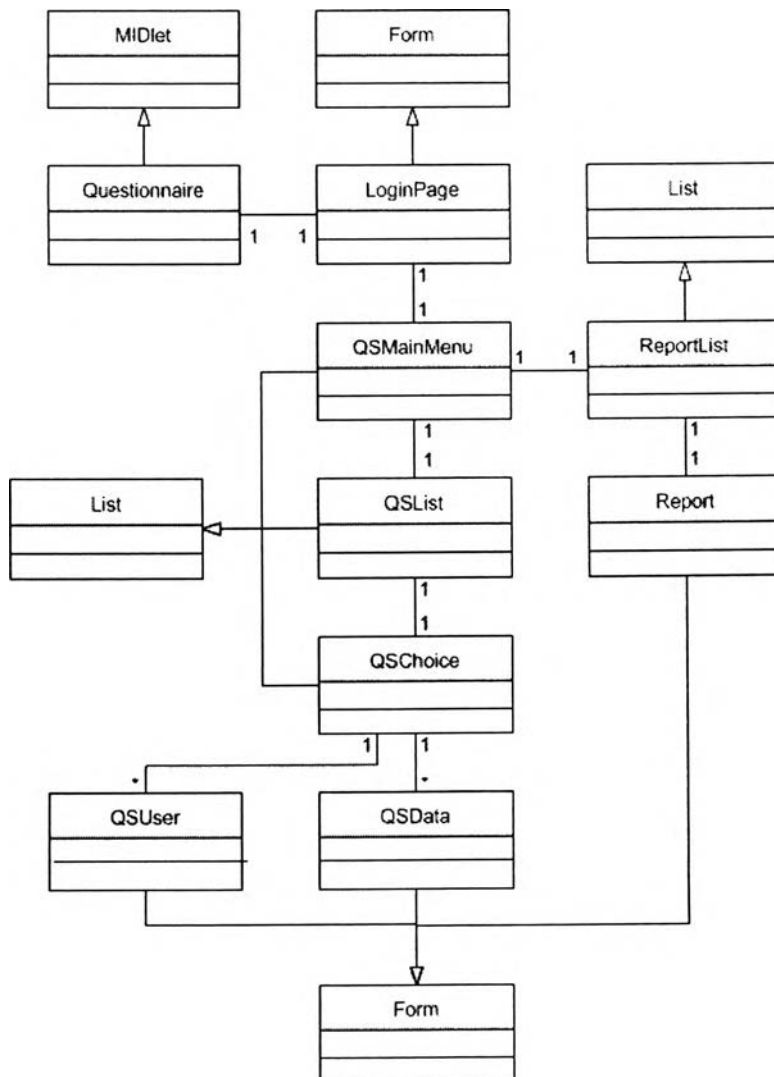 MIDlet Form
Questionnaire LoginPage List
1 1
1
1
QSMainMenu ReportList
1 1
1 1
1 1
List QSList Report
1
1
QSChoice
1 1
* *
QSUser QSData
Form